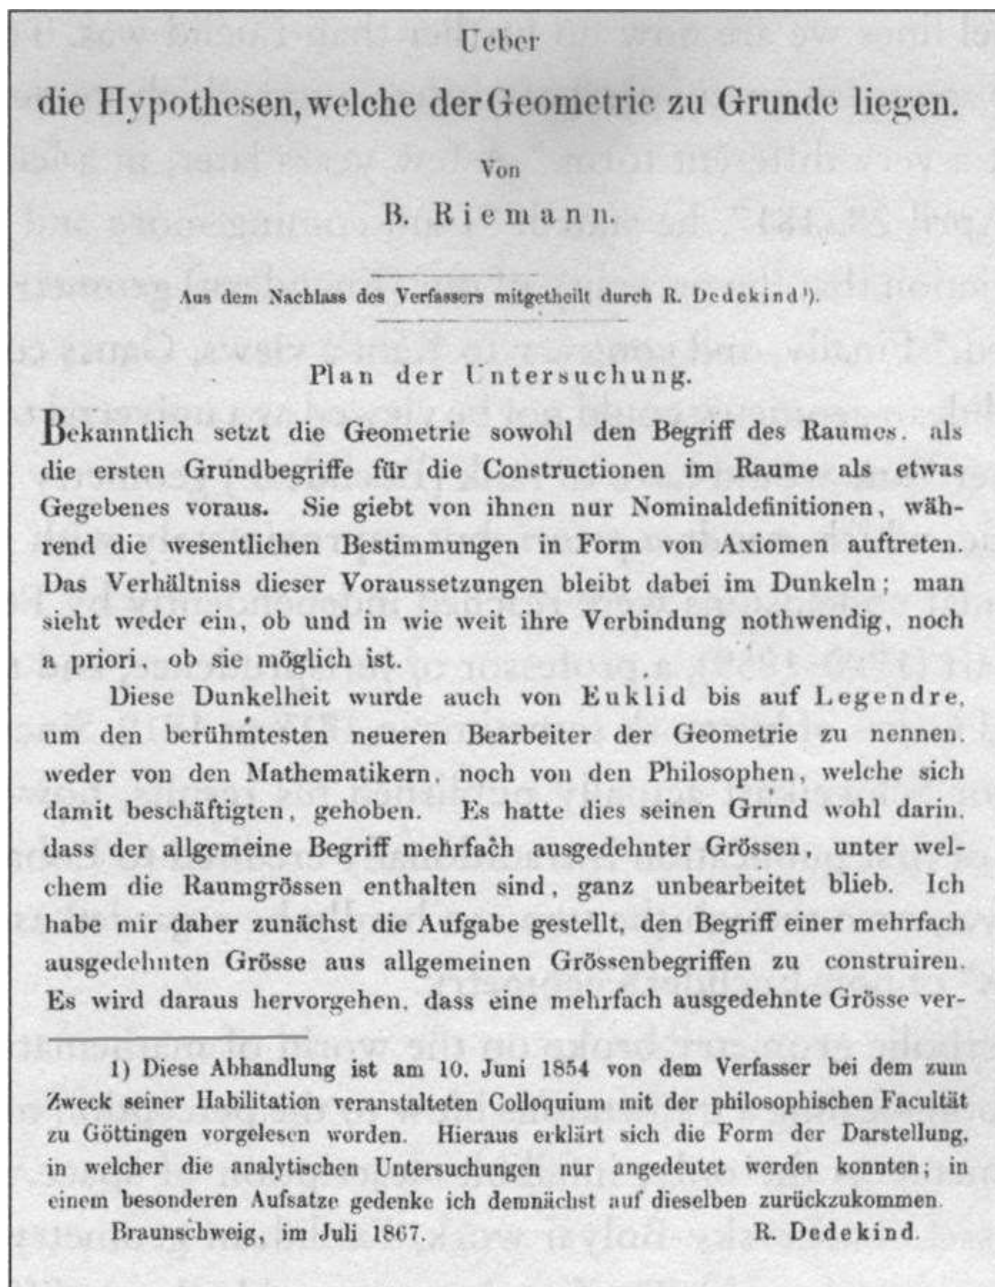 Ueber
die Hypothesen, welche der Geometrie zu Grunde liegen.
Von
B. Riemann.
Aus dem Nachlass des Verfassers mitgetheilt durch R. Dedekind¹).
Plan der Untersuchung.
Bekanntlich setzt die Geometrie sowohl den Begriff des Raumes, als
die ersten Grundbegriffe für die Constructionen im Raume als etwas
Gegebenes voraus. Sie giebt von ihnen nur Nominaldefinitionen, wäh-
rend die wesentlichen Bestimmungen in Form von Axiomen auftreten.
Das Verhältniss dieser Voraussetzungen bleibt dabei im Dunkeln; man
sieht weder ein, ob und in wie weit ihre Verbindung nothwendig, noch
a priori, ob sie möglich ist.
Diese Dunkelheit wurde auch von Euklid bis auf Legendre,
um den berühmtesten neueren Bearbeiter der Geometrie zu nennen,
weder von den Mathematikern, noch von den Philosophen, welche sich
damit beschäftigten, gehoben. Es hatte dies seinen Grund wohl darin,
dass der allgemeine Begriff mehrfach ausgedehnter Grössen, unter wel-
chem die Raumgrössen enthalten sind, ganz unbearbeitet blieb. Ich
habe mir daher zunächst die Aufgabe gestellt, den Begriff einer mehrfach
ausgedehnten Grösse aus allgemeinen Grössenbegriffen zu construiren.
Es wird daraus hervorgehen, dass eine mehrfach ausgedehnte Grösse ver-
1) Diese Abhandlung ist am 10. Juni 1854 von dem Verfasser bei dem zum
Zweck seiner Habilitation veranstalteten Colloquium mit der philosophischen Facultät
zu Göttingen vorgelesen worden. Hieraus erklärt sich die Form der Darstellung,
in welcher die analytischen Untersuchungen nur angedeutet werden konnten; in
einem besonderen Aufsatze gedenke ich demnächst auf dieselben zurückzukommen.
Braunschweig, im Juli 1867. R. Dedekind.